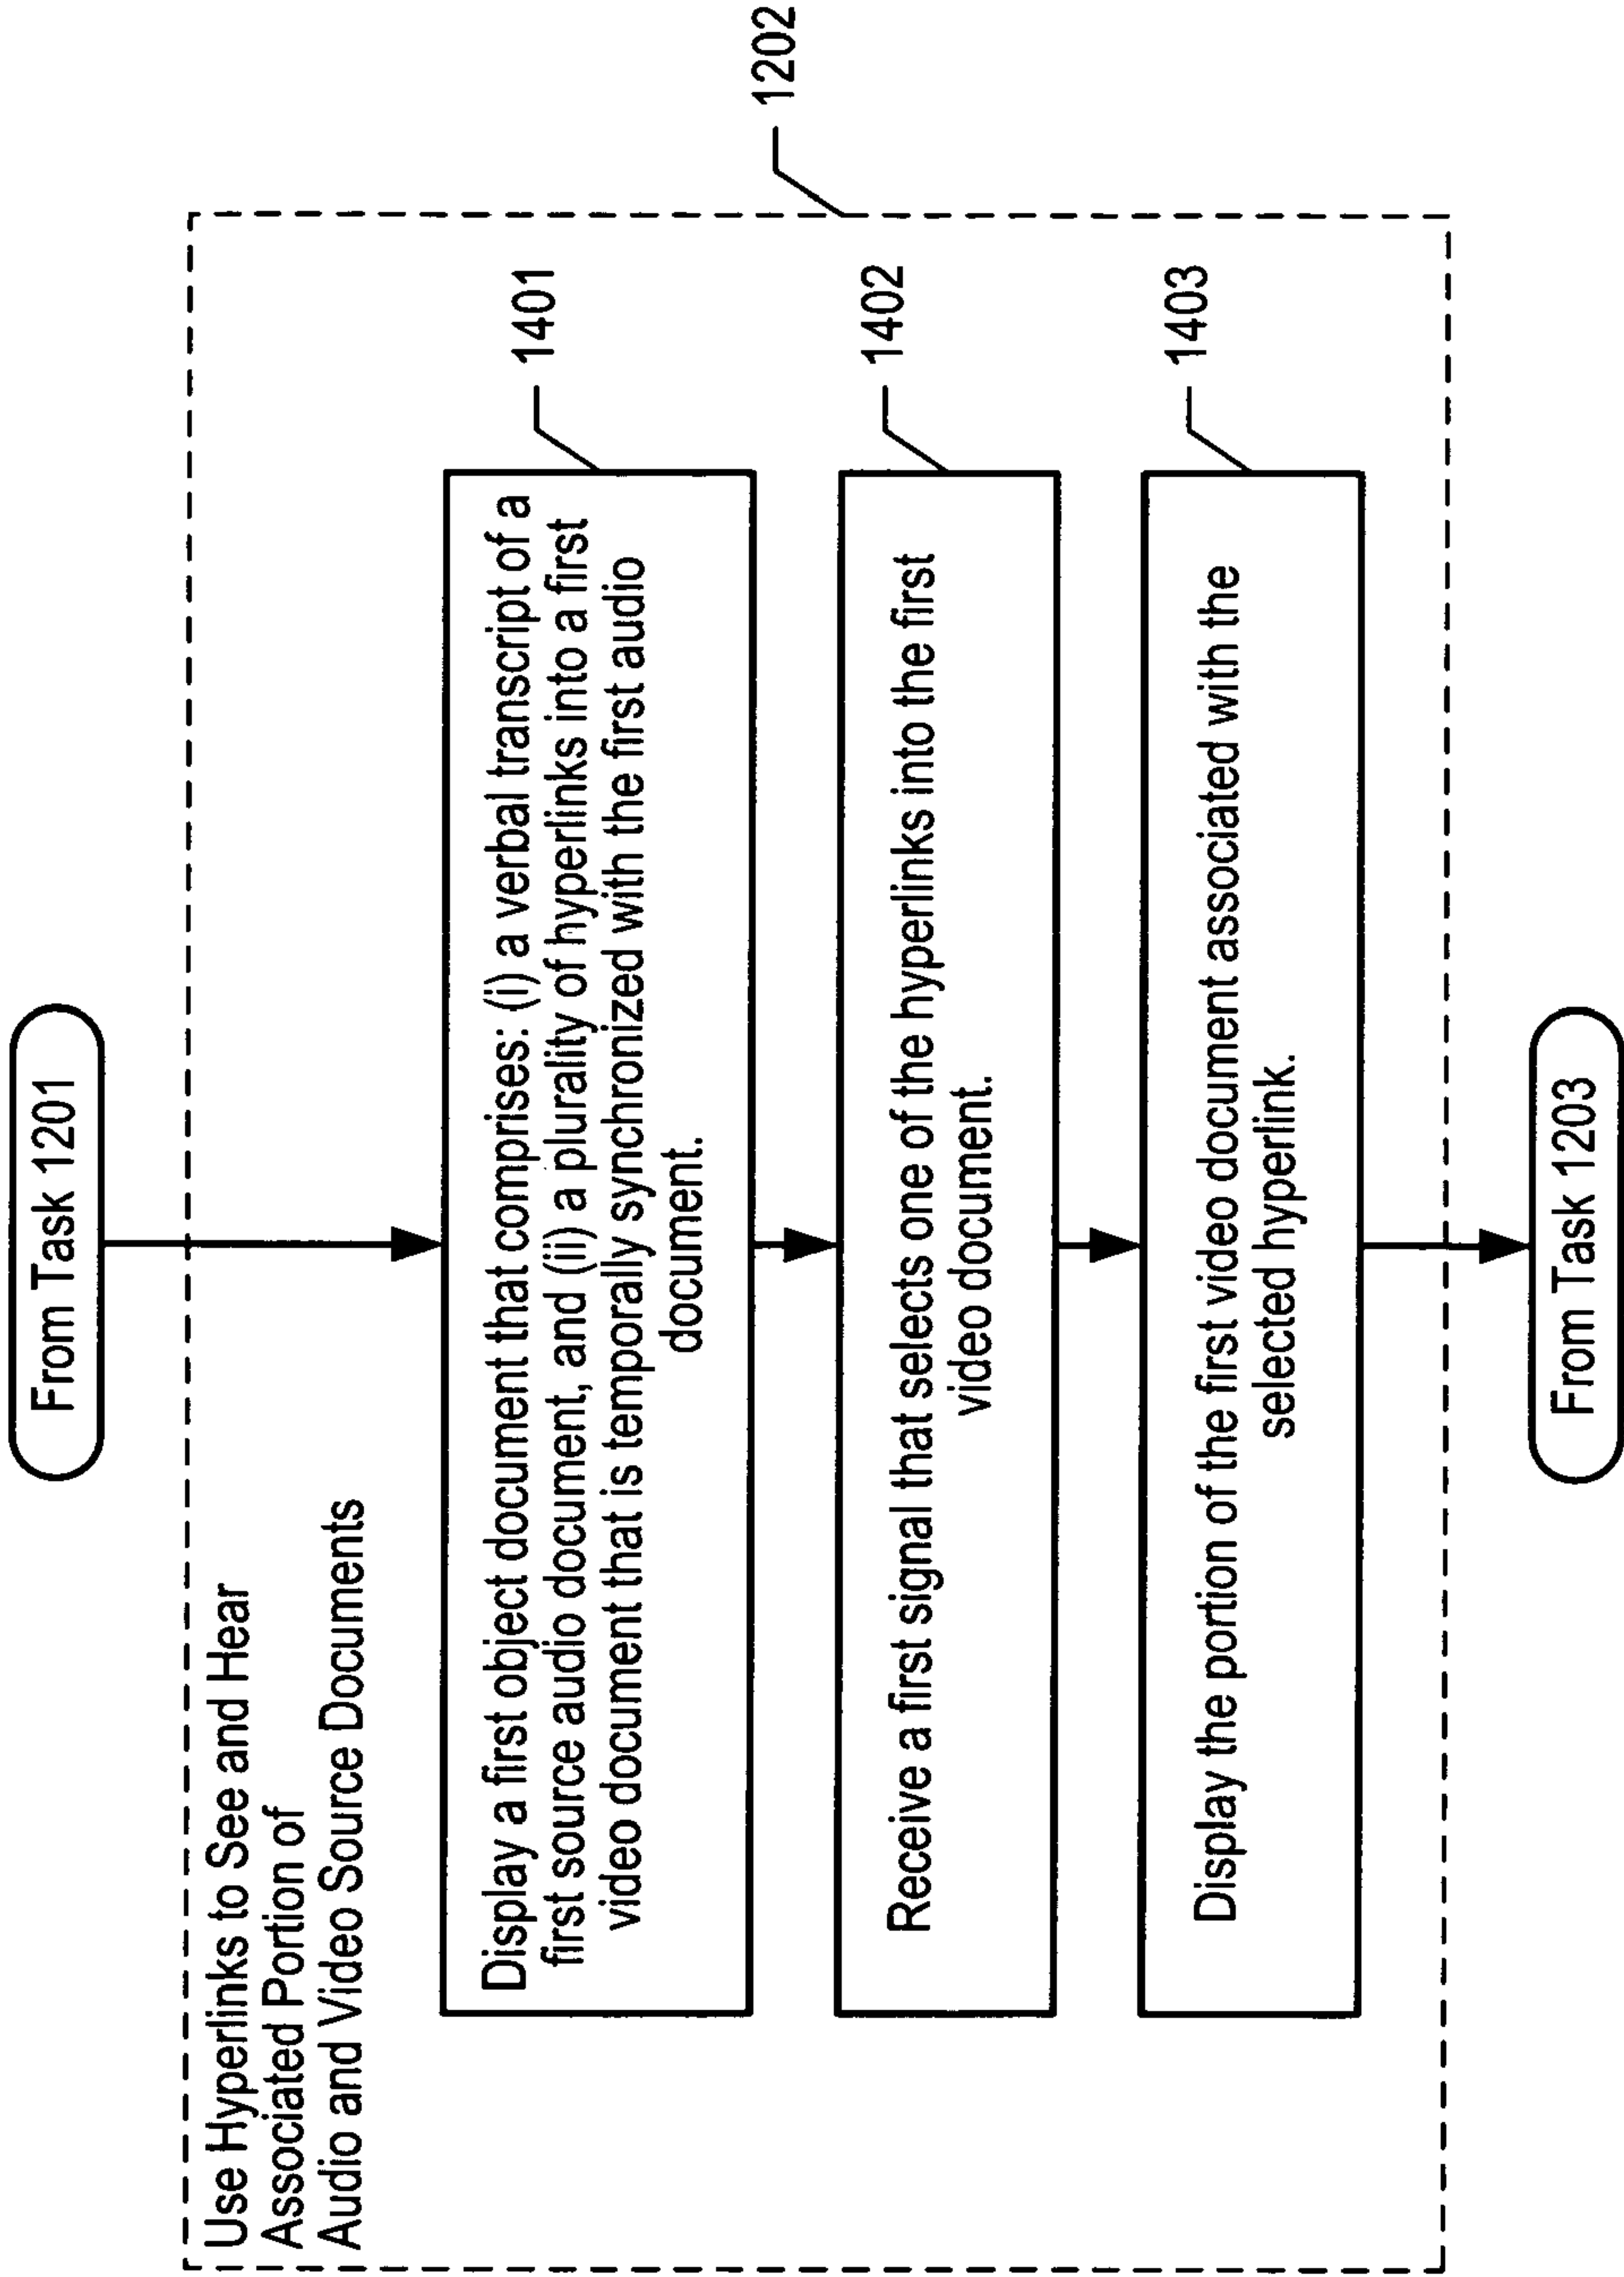 From Task 1201
Use Hyperlinks to See and Hear
Associated Portion of
Audio and Video Source Documents
1202
Display a first object document that comprises: (i) a verbal transcript of a
first source audio document, and (ii) a plurality of hyperlinks into a first
video document that is temporally synchronized with the first audio
document.
1401
Receive a first signal that selects one of the hyperlinks into the first
video document.
1402
Display the portion of the first video document associated with the
selected hyperlink.
1403
From Task 1203